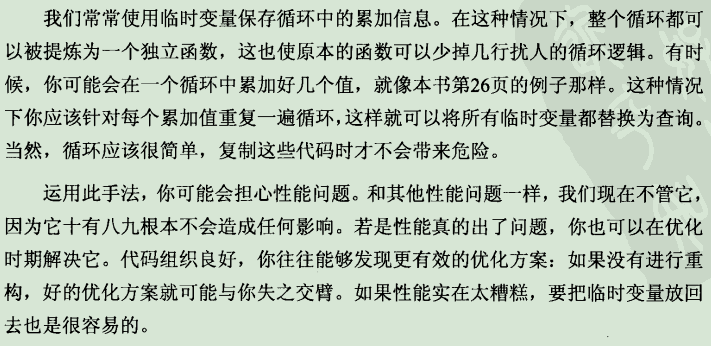 我们常常使用临时变量保存循环中的累加信息。在这种情况下，整个循环都可
以被提炼为一个独立函数，这也使原本的函数可以少掉几行扰人的循环逻辑。有时
候，你可能会在一个循环中累加好几个值，就像本书第26页的例子那样。这种情况
下你应该针对每个累加值重复一遍循环，这样就可以将所有临时变量都替换为查询。
当然，循环应该很简单，复制这些代码时才不会带来危险。
运用此手法，你可能会担心性能问题。和其他性能问题一样，我们现在不管它，
因为它十有八九根本不会造成任何影响。若是性能真的出了问题，你也可以在优化
时期解决它。代码组织良好，你往往能够发现更有效的优化方案：如果没有进行重
构，好的优化方案就可能与你失之交臂。如果性能实在太糟糕，要把临时变量放回
去也是很容易的。